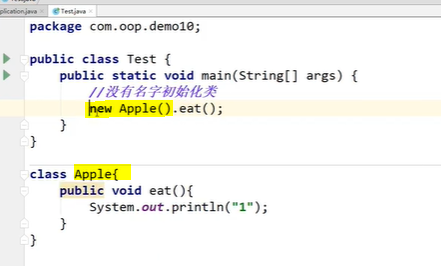 plication.java
Test.java
package com.oop.demo10;
public class Test {
public static void main(String[] args) {
//没有名字初始化类
new Apple().eat();
}
}
class Apple{
public void eat(){
System.out.println("1");
}
}